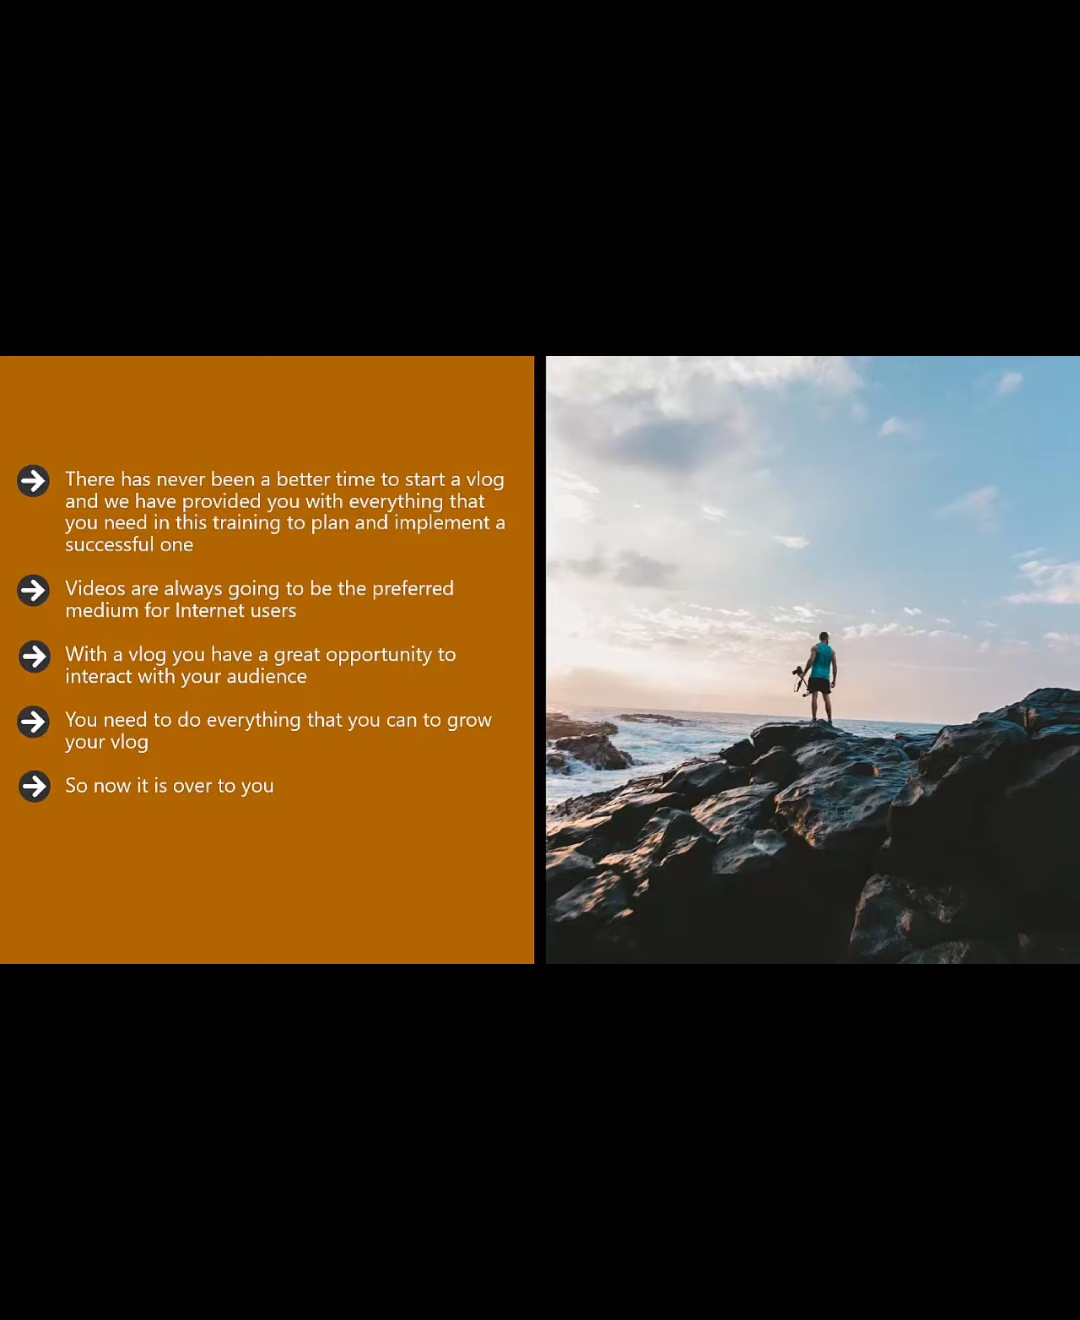 There has never been a better time to start a vlog
and we have provided you with everything that
you need in this training to plan and implement a
successful one
Videos are always going to be the preferred
medium for Internet users
With a vlog you have a great opportunity to
interact with your audience
You need to do everything that you can to grow
your vlog
So now it is over to you